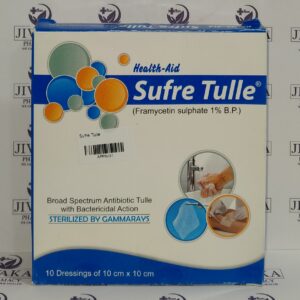 Health-Aid
Sufre Tulle®
(Framycetin sulphate 1% B.P.)
Sufre Tulle
Broad Spectrum Antibiotic Tulle
with Bactericidal Action
STERILIZED BY GAMMARAYS
10 Dressings of 10 cm x 10 cm